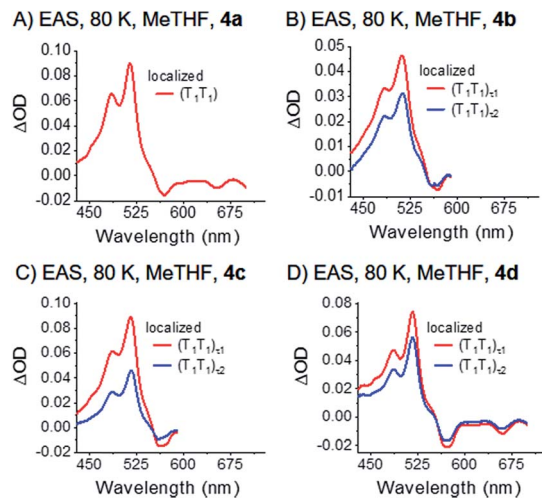 A) EAS, 80 K, MeTHF, 4a
localized
(T₁T₁)
ΔOD
0.10
0.08
0.06
0.04
0.02
0.00
-0.02
450 525 600 675
Wavelength (nm)
B) EAS, 80 K, MeTHF, 4b
localized
(T₁T₁)τ1
(T₁T₁)τ2
ΔOD
0.05
0.04
0.03
0.02
0.01
0.00
-0.01
450 525 600 675
Wavelength (nm)
C) EAS, 80 K, MeTHF, 4c
localized
(T₁T₁)τ1
(T₁T₁)τ2
ΔOD
0.10
0.08
0.06
0.04
0.02
0.00
-0.02
450 525 600 675
Wavelength (nm)
D) EAS, 80 K, MeTHF, 4d
localized
(T₁T₁)τ1
(T₁T₁)τ2
ΔOD
0.08
0.06
0.04
0.02
0.00
-0.02
-0.04
450 525 600 675
Wavelength (nm)